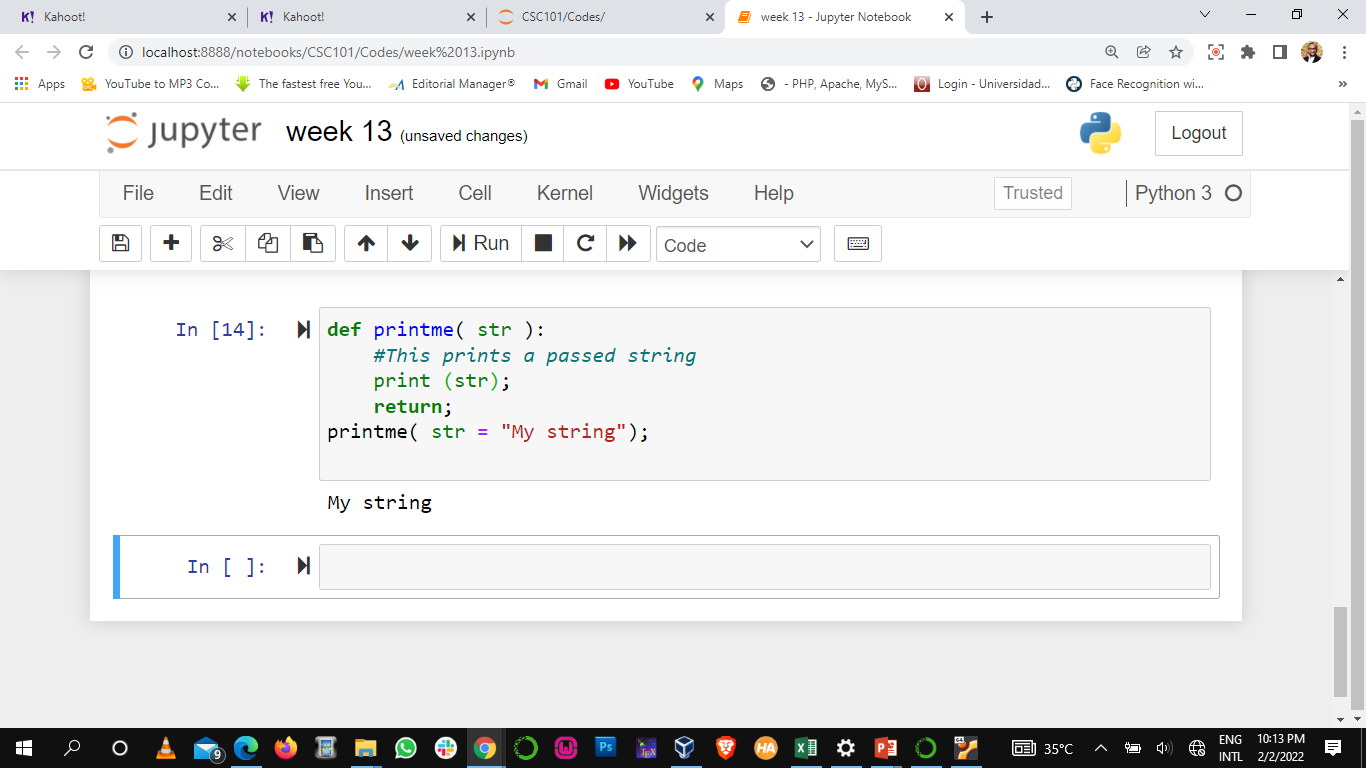 K! Kahoot!
K! Kahoot!
CSC101/Codes/
week 13 - Jupyter Notebook
localhost:8888/notebooks/CSC101/Codes/week%2013.ipynb
Apps
YouTube to MP3 Co...
The fastest free You...
Editorial Manager®
Gmail
YouTube
Maps
- PHP, Apache, MyS...
Login - Universidad...
Face Recognition wi...
»
jupyter week 13 (unsaved changes)
Logout
File Edit View Insert Cell Kernel Widgets Help
Trusted
Python 3
Run
Code
In [14]:
def printme( str ):
    #This prints a passed string
    print (str);
    return;
printme( str = "My string");
My string
In [ ]:
9
Ps
HA
64
35°C
ENG
INTL
10:13 PM
2/2/2022